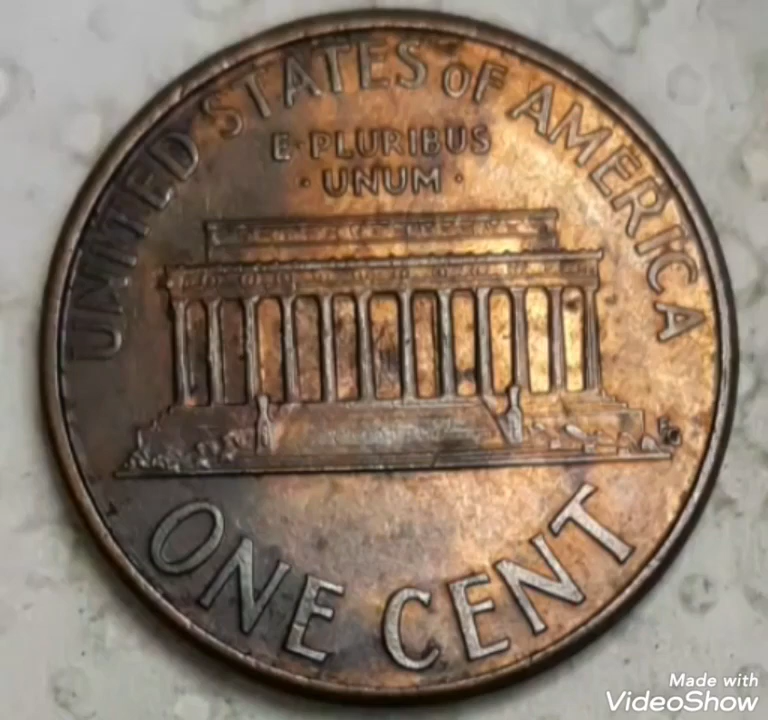 UNITED STATES OF AMERICA
E·PLURIBUS
·UNUM·
ONE CENT
Made with
VideoShow